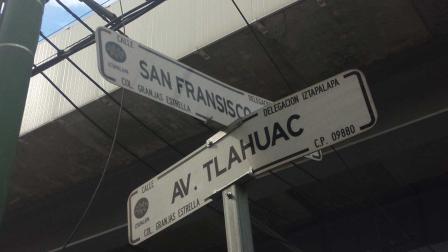 CALLE
SAN FRANSISCO
COL. GRANJAS ESTRELLA
CALLE
DELEGACION IZTAPALAPA
AV. TLAHUAC
COL. GRANJAS ESTRELLA
C.P. 09880